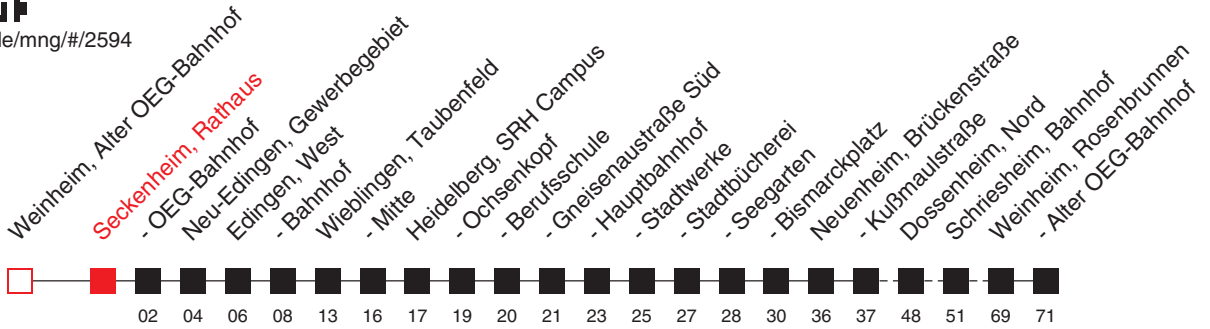 le/mng/#/2594
Weinheim, Alter OEG-Bahnhof
Seckenheim, Rathaus
- OEG-Bahnhof
Neu-Edingen, Gewerbegebiet
Edingen, West
- Bahnhof
Wieblingen, Taubenfeld
- Mitte
Heidelberg, SRH Campus
- Ochsenkopf
- Berufsschule
- Gneisenaustraße Süd
- Hauptbahnhof
- Stadtwerke
- Stadtbücherei
- Seegarten
- Bismarckplatz
Neuenheim, Brückenstraße
- Kußmaulstraße
Dossenheim, Nord
Schriesheim, Bahnhof
Weinheim, Rosenbrunnen
- Alter OEG-Bahnhof
02 04 06 08 13 16 17 19 20 21 23 25 27 28 30 36 37 48 51 69 71